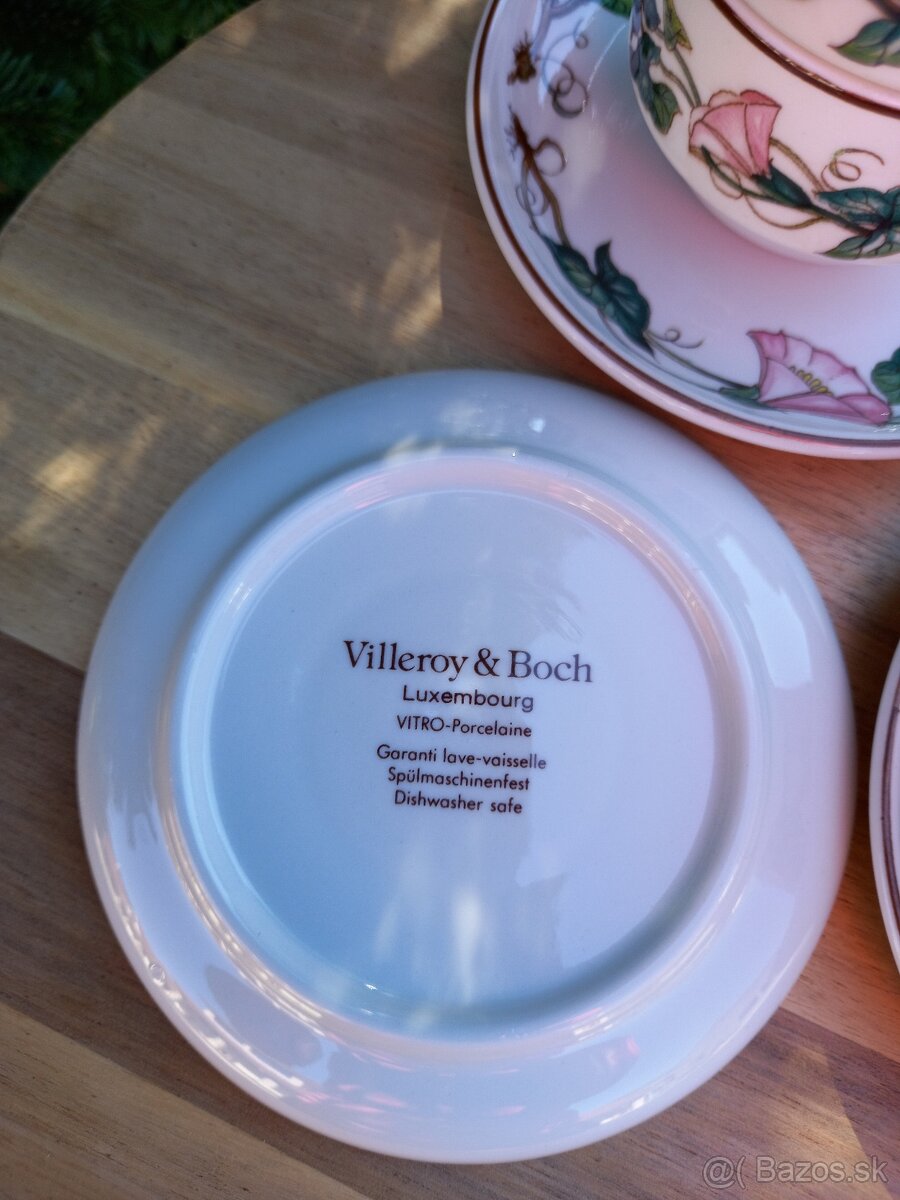 Villeroy & Boch
Luxembourg
VITRO-Porcelaine
Garanti lave-vaisselle
Spülmaschinenfest
Dishwasher safe
@( Bazos.sk